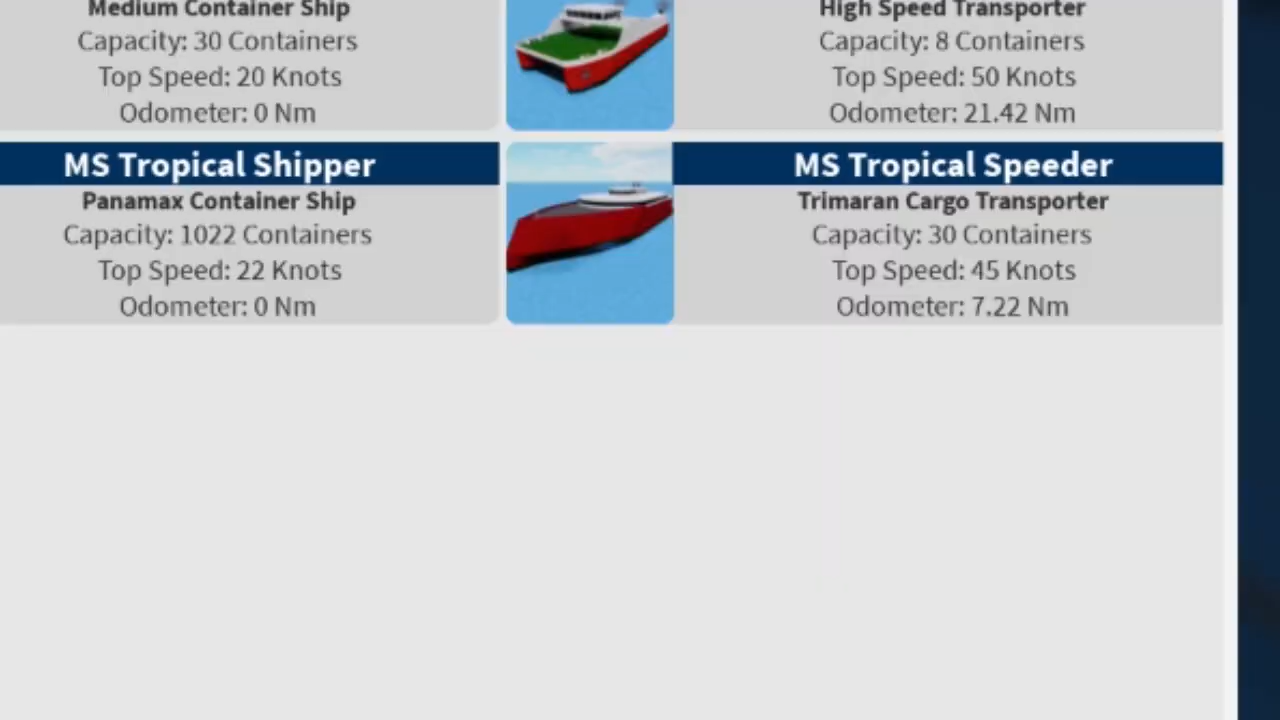 Medium Container Ship
Capacity: 30 Containers
Top Speed: 20 Knots
Odometer: 0 Nm
High Speed Transporter
Capacity: 8 Containers
Top Speed: 50 Knots
Odometer: 21.42 Nm
MS Tropical Shipper
Panamax Container Ship
Capacity: 1022 Containers
Top Speed: 22 Knots
Odometer: 0 Nm
MS Tropical Speeder
Trimaran Cargo Transporter
Capacity: 30 Containers
Top Speed: 45 Knots
Odometer: 7.22 Nm